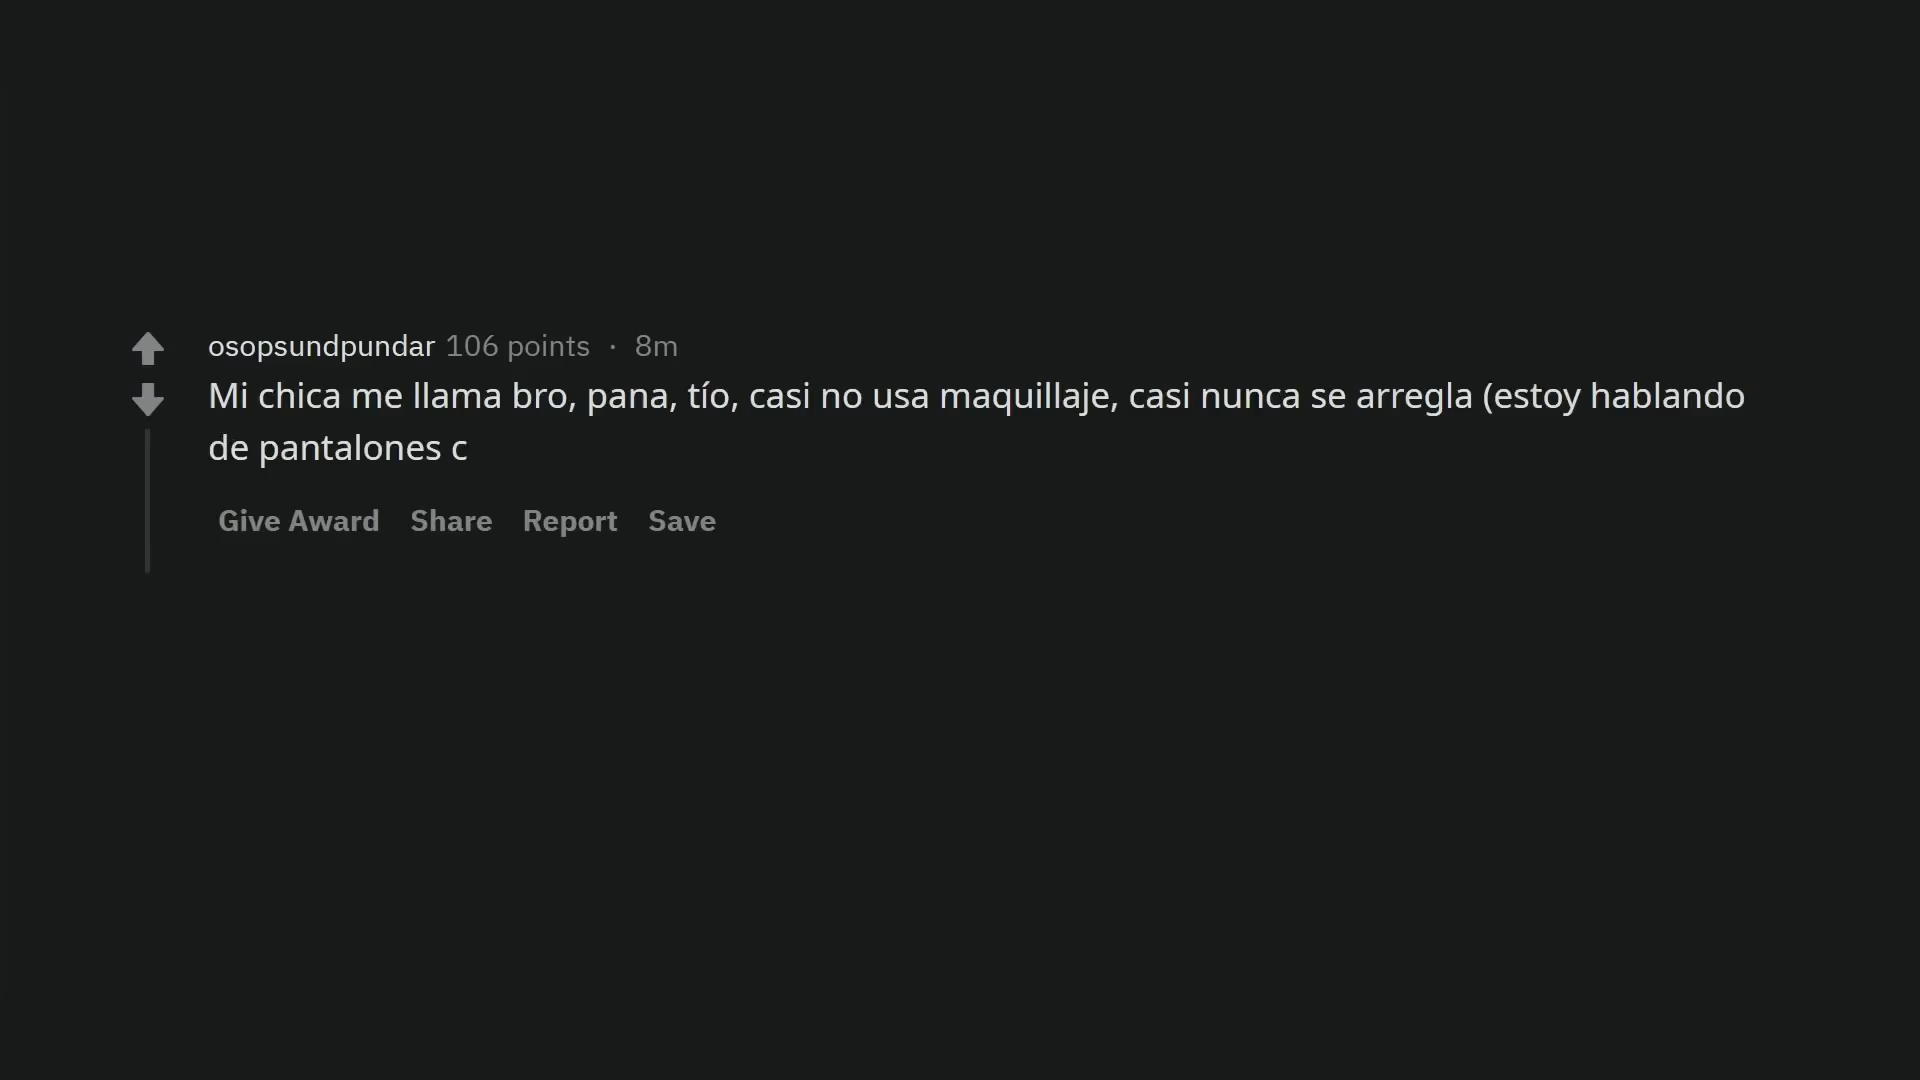 osopsundpundar 106 points · 8m
Mi chica me llama bro, pana, tío, casi no usa maquillaje, casi nunca se arregla (estoy hablando
de pantalones c
Give Award Share Report Save